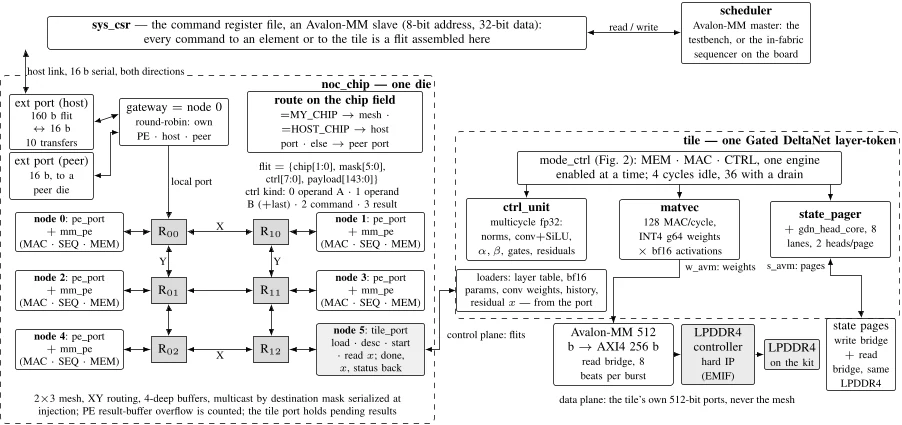 sys_csr — the command register file, an Avalon-MM slave (8-bit address, 32-bit data):
every command to an element or to the tile is a flit assembled here
read / write
scheduler
Avalon-MM master: the
testbench, or the in-fabric
sequencer on the board
host link, 16 b serial, both directions
noc_chip — one die
ext port (host)
160 b flit
↔ 16 b
10 transfers
ext port (peer)
16 b, to a
peer die
gateway = node 0
round-robin: own
PE · host · peer
local port
route on the chip field
=MY_CHIP → mesh ·
=HOST_CHIP → host
port · else → peer port
flit = {chip[1:0], mask[5:0],
ctrl[7:0], payload[143:0]}
ctrl kind: 0 operand A · 1 operand
B (+last) · 2 command · 3 result
node 0: pe_port
+ mm_pe
(MAC · SEQ · MEM)
R00
X
R10
node 1: pe_port
+ mm_pe
(MAC · SEQ · MEM)
Y
Y
node 2: pe_port
+ mm_pe
(MAC · SEQ · MEM)
R01
R11
node 3: pe_port
+ mm_pe
(MAC · SEQ · MEM)
node 4: pe_port
+ mm_pe
(MAC · SEQ · MEM)
R02
X
R12
node 5: tile_port
load · desc · start
· read x; done,
x, status back
2×3 mesh, XY routing, 4-deep buffers, multicast by destination mask serialized at
injection; PE result-buffer overflow is counted; the tile port holds pending results
tile — one Gated DeltaNet layer-token
mode_ctrl (Fig. 2): MEM · MAC · CTRL, one engine
enabled at a time; 4 cycles idle, 36 with a drain
ctrl_unit
multicycle fp32:
norms, conv+SiLU,
α, β, gates, residuals
matvec
128 MAC/cycle,
INT4 g64 weights
× bf16 activations
state_pager
+ gdn_head_core, 8
lanes, 2 heads/page
w_avm: weights
s_avm: pages
loaders: layer table, bf16
params, conv weights, history,
residual x — from the port
control plane: flits
Avalon-MM 512
b → AXI4 256 b
read bridge, 8
beats per burst
LPDDR4
controller
hard IP
(EMIF)
LPDDR4
on the kit
state pages
write bridge
+ read
bridge, same
LPDDR4
data plane: the tile's own 512-bit ports, never the mesh